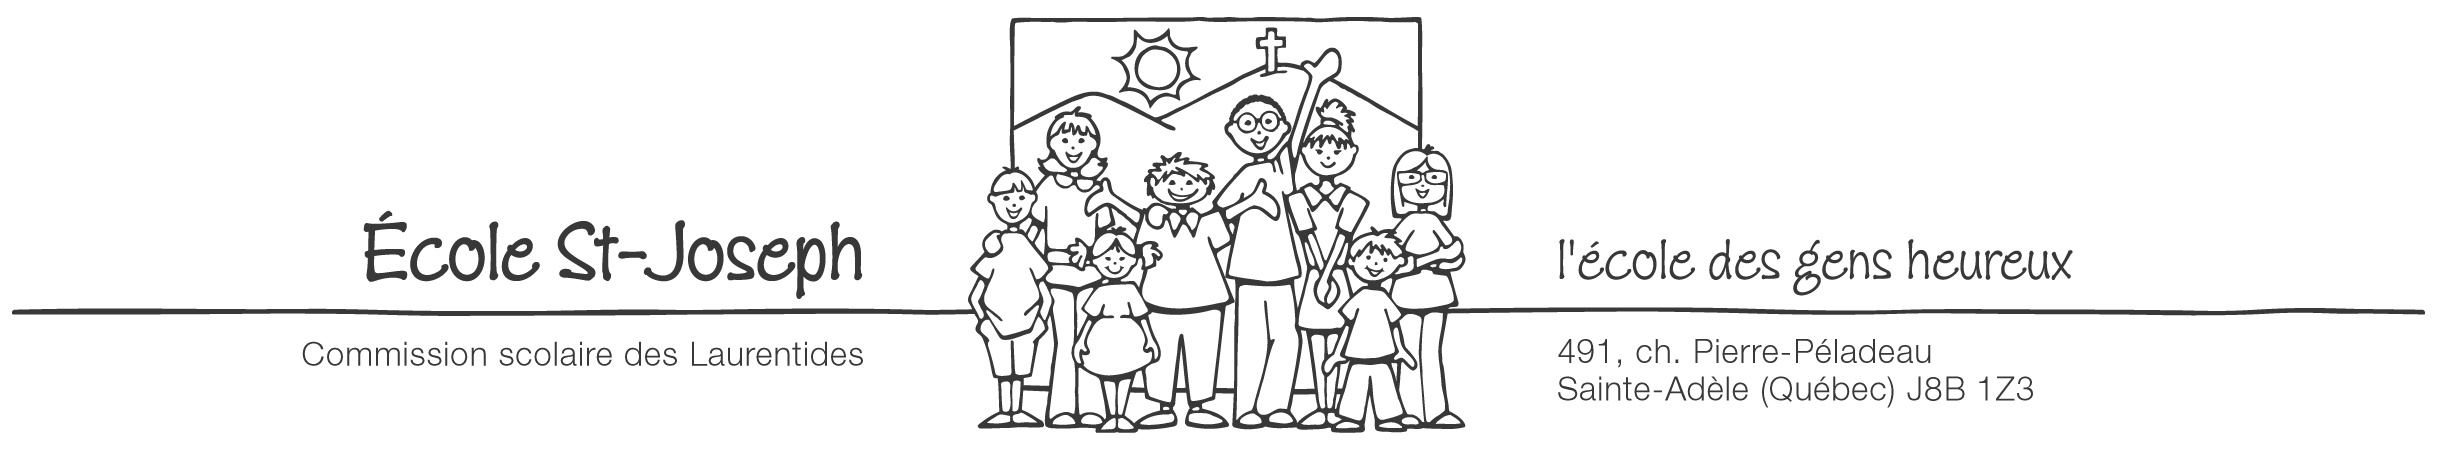 École St-Joseph
Commission scolaire des Laurentides
l'école des gens heureux
491, ch. Pierre-Péladeau
Sainte-Adèle (Québec) J8B 1Z3